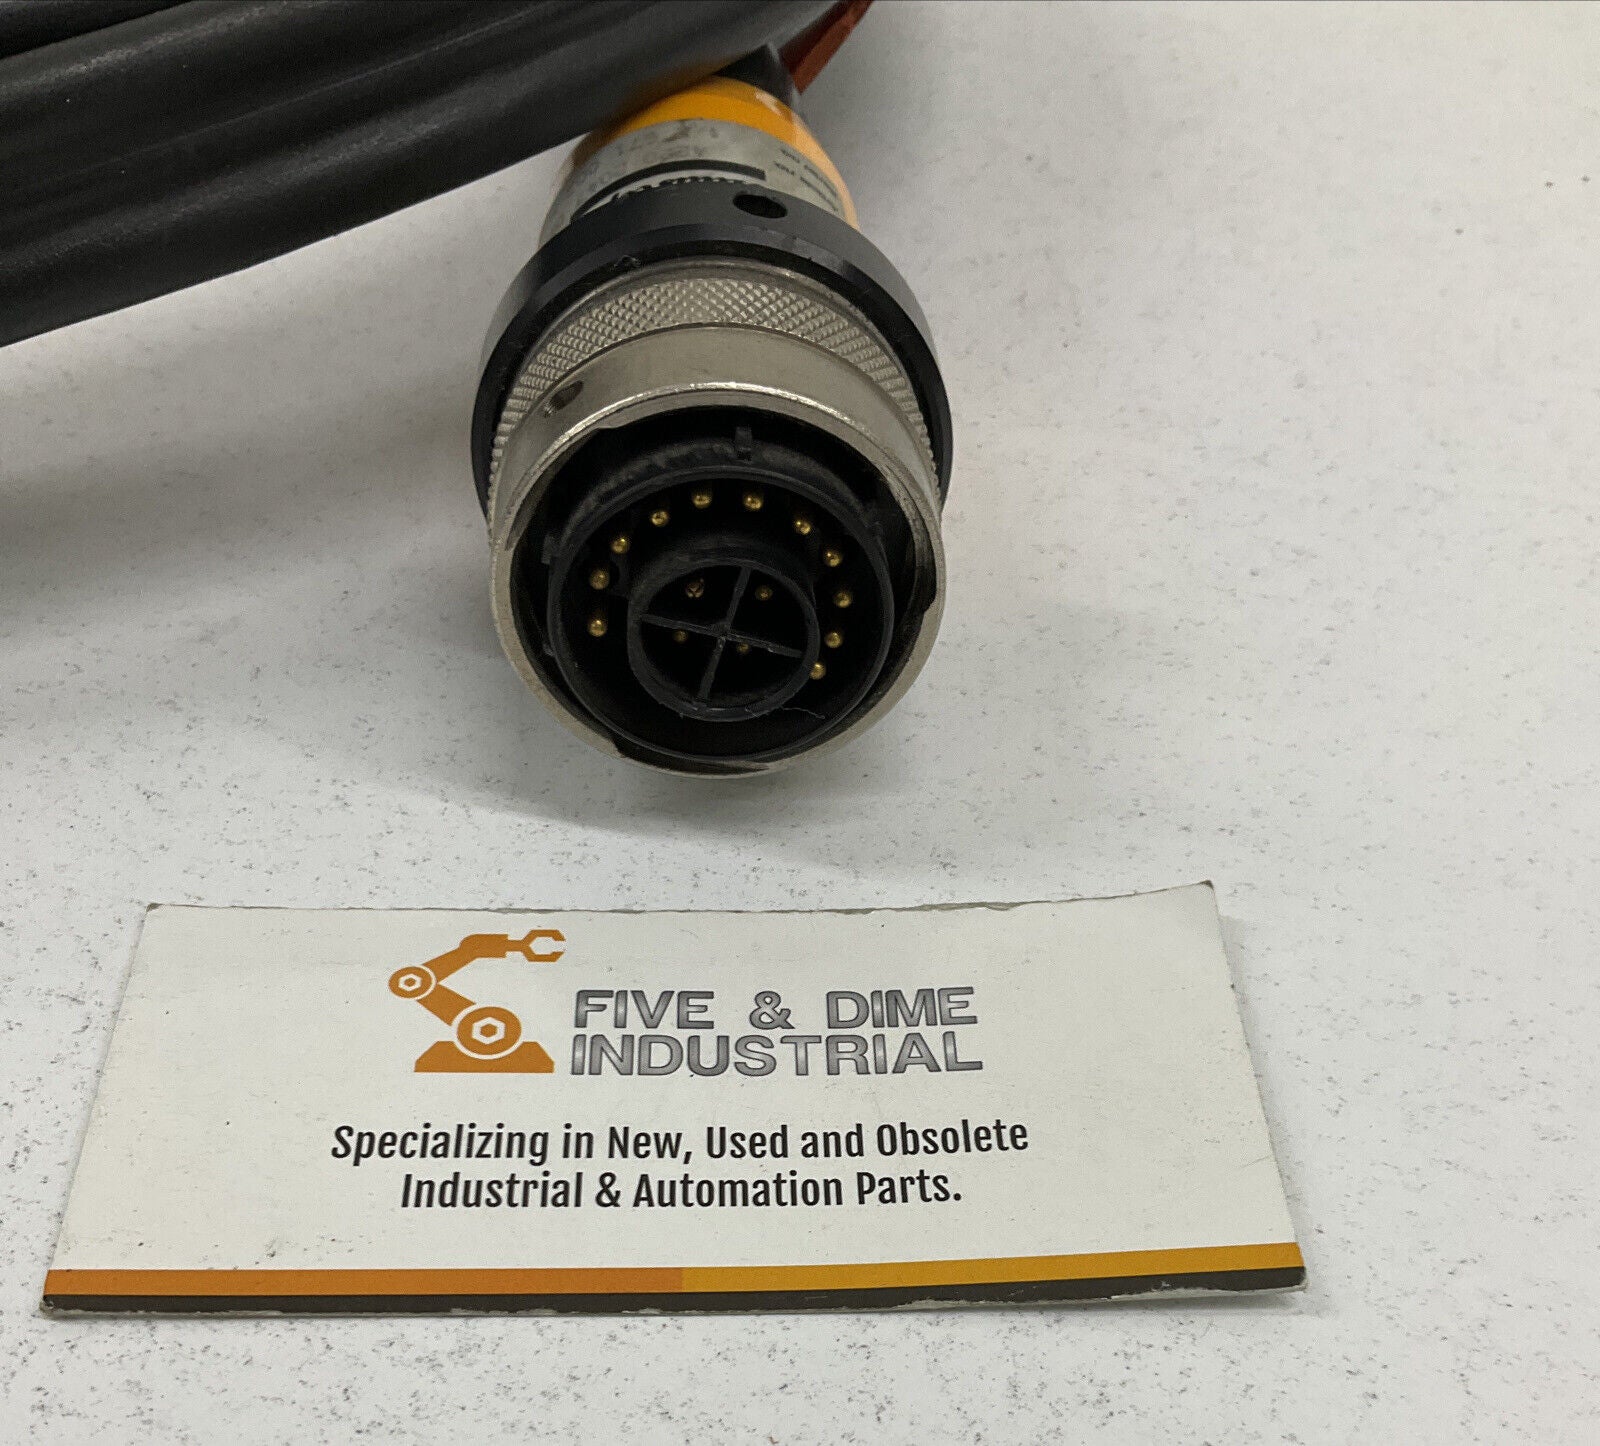 FIVE & DIME
INDUSTRIAL
Specializing in New, Used and Obsolete
Industrial & Automation Parts.